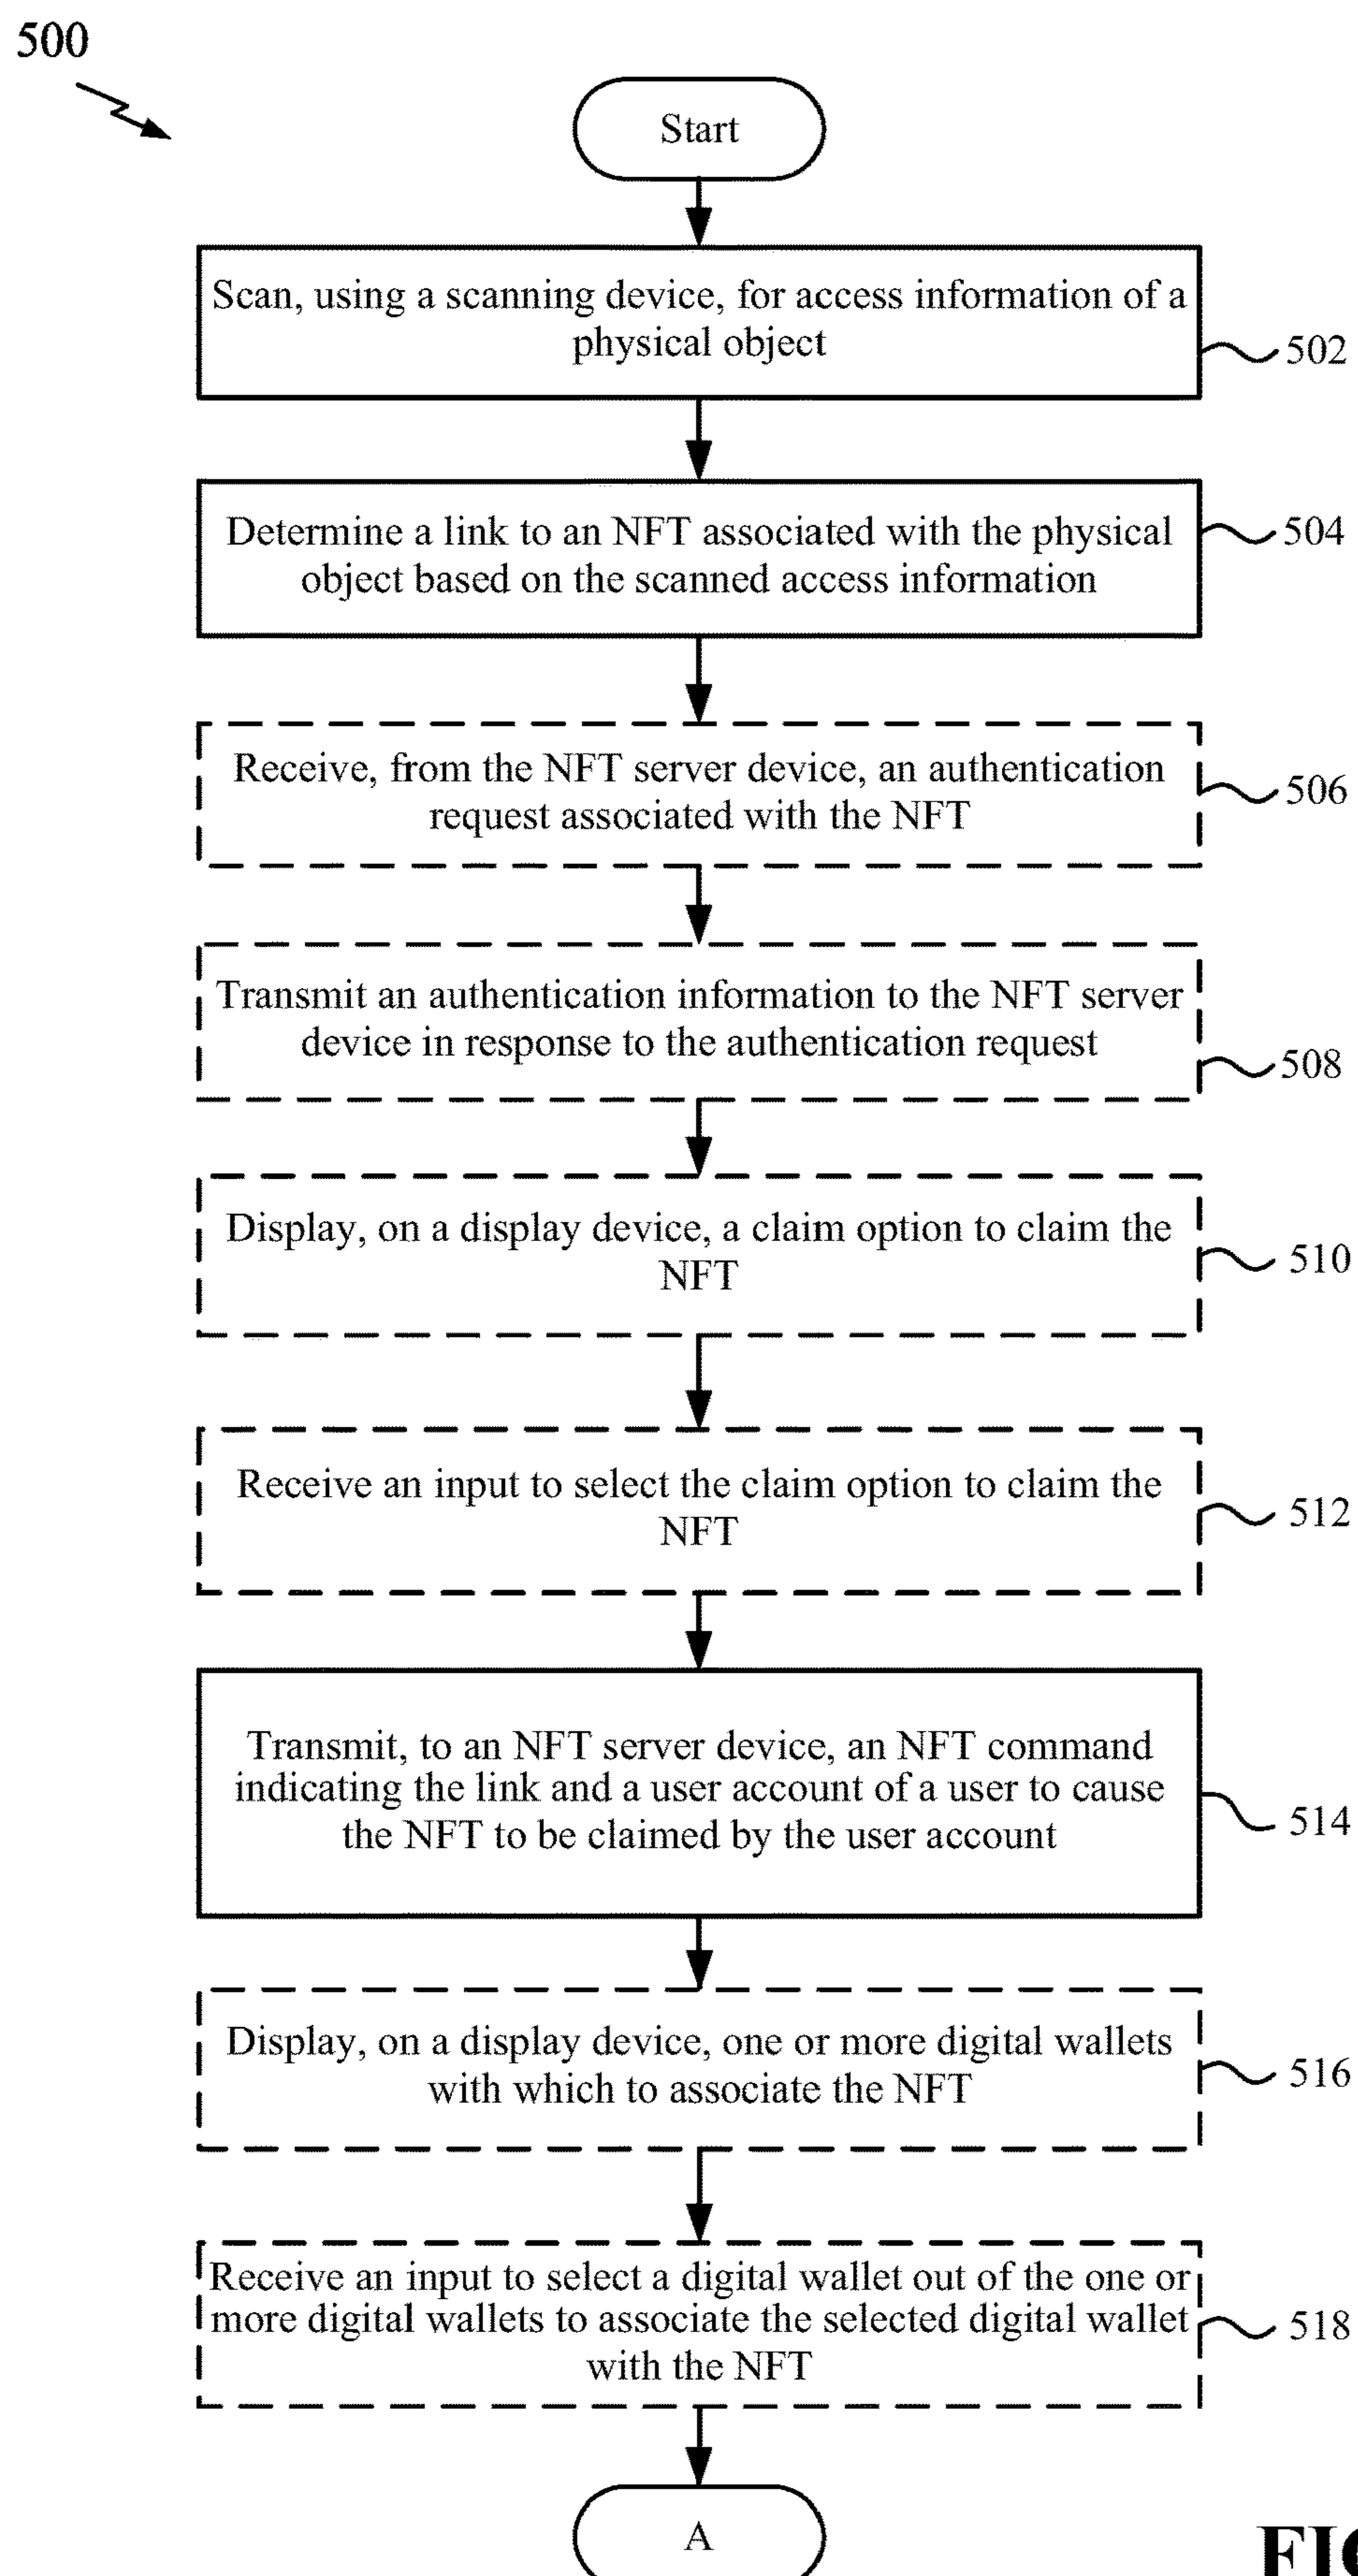 500
Start
Scan, using a scanning device, for access information of a
physical object
502
Determine a link to an NFT associated with the physical
object based on the scanned access information
504
Receive, from the NFT server device, an authentication
request associated with the NFT
506
Transmit an authentication information to the NFT server
device in response to the authentication request
508
Display, on a display device, a claim option to claim the
NFT
510
Receive an input to select the claim option to claim the
NFT
512
Transmit, to an NFT server device, an NFT command
indicating the link and a user account of a user to cause
the NFT to be claimed by the user account
514
Display, on a display device, one or more digital wallets
with which to associate the NFT
516
Receive an input to select a digital wallet out of the one or
more digital wallets to associate the selected digital wallet
with the NFT
518
A